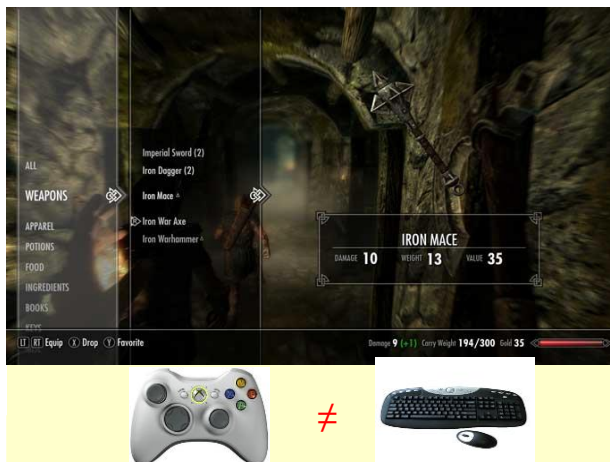 ALL
WEAPONS
APPAREL
POTIONS
FOOD
INGREDIENTS
BOOKS
KEYS
Imperial Sword (2)
Iron Dagger (2)
Iron Mace
Iron War Axe
Iron Warhammer
IRON MACE
DAMAGE 10 WEIGHT 13 VALUE 35
LT RT Equip X Drop Y Favorite
Damage 9 (+1) Carry Weight 194/300 Gold 35
≠